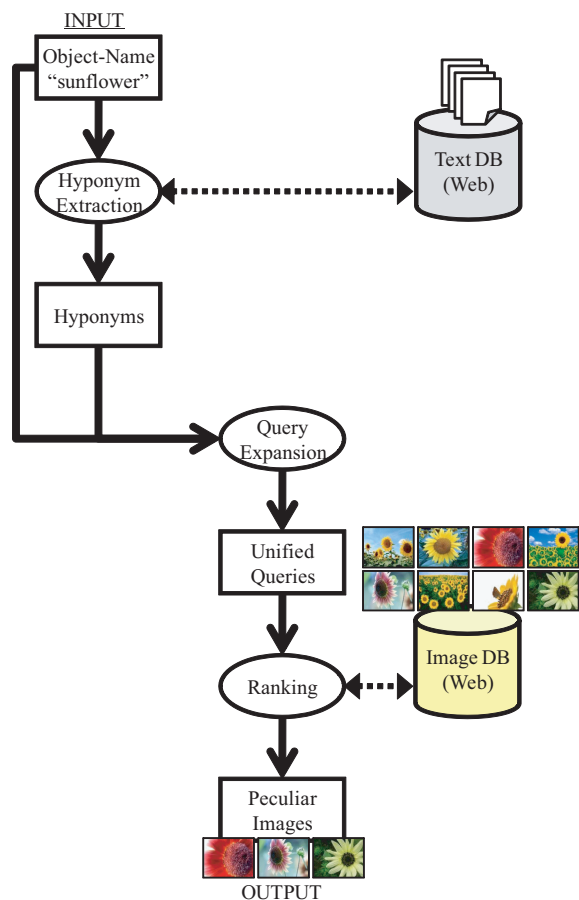 INPUT
Object-Name
“sunflower”
Text DB
(Web)
Hyponym
Extraction
Hyponyms
Query
Expansion
Unified
Queries
Image DB
(Web)
Ranking
Peculiar
Images
OUTPUT